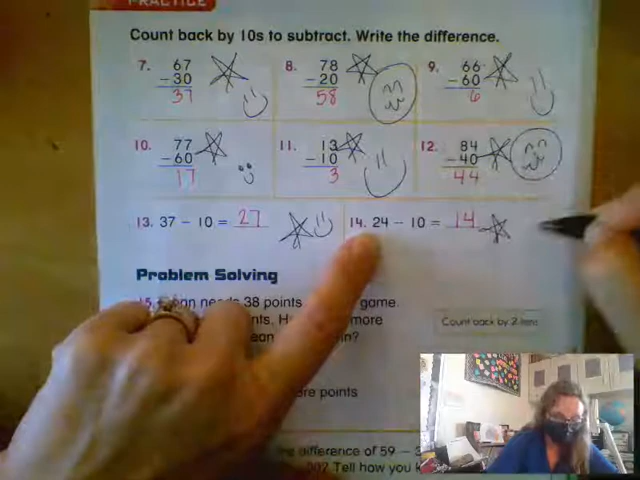 PRACTICE
Count back by 10s to subtract. Write the difference.
7. 67 8. 78 9. 66
- 30 - 20 - 60
37 58 6
10. 77 11. 13 12. 84
- 60 - 10 - 40
17 3 44
13. 37 - 10 = 27 14. 24 - 10 = 14
Problem Solving
15. needs 38 points game.
more
Count back by 2 tens
points
difference of 59 - 3
Tell how you